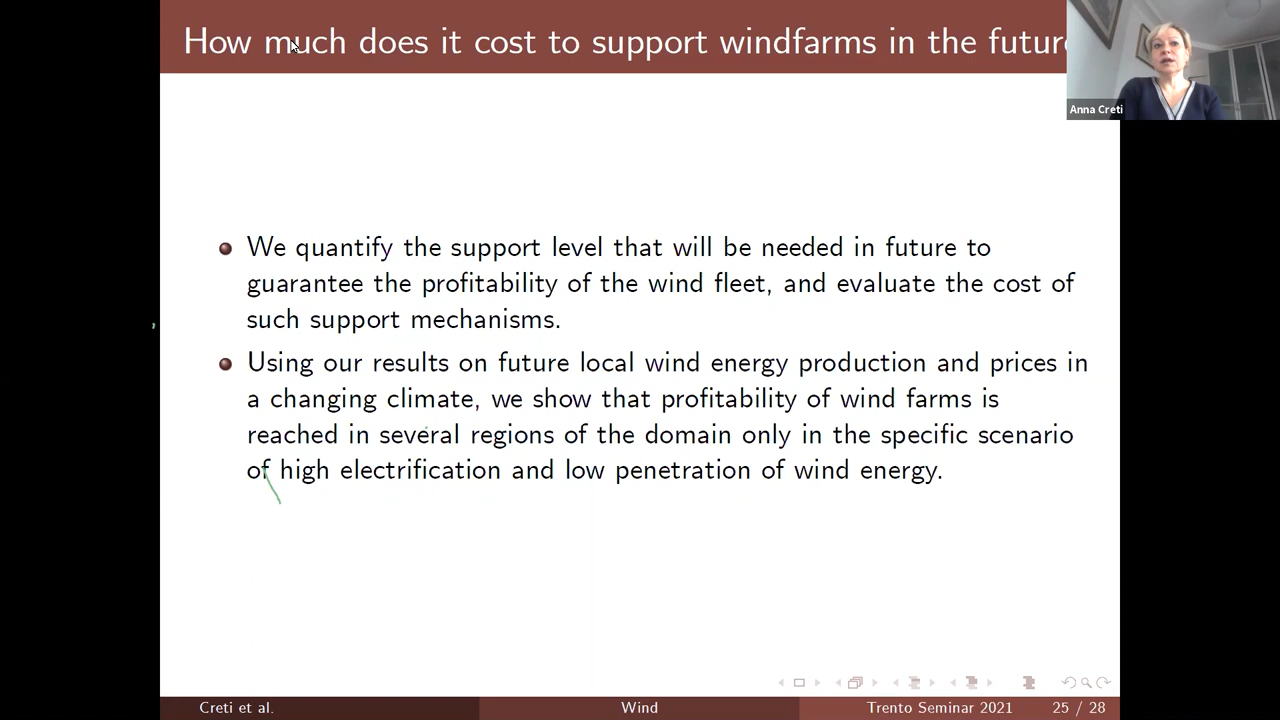 How much does it cost to support windfarms in the futur
Anna Creti
We quantify the support level that will be needed in future to
guarantee the profitability of the wind fleet, and evaluate the cost of
such support mechanisms.
Using our results on future local wind energy production and prices in
a changing climate, we show that profitability of wind farms is
reached in several regions of the domain only in the specific scenario
of high electrification and low penetration of wind energy.
Creti et al.
Wind
Trento Seminar 2021
25 / 28